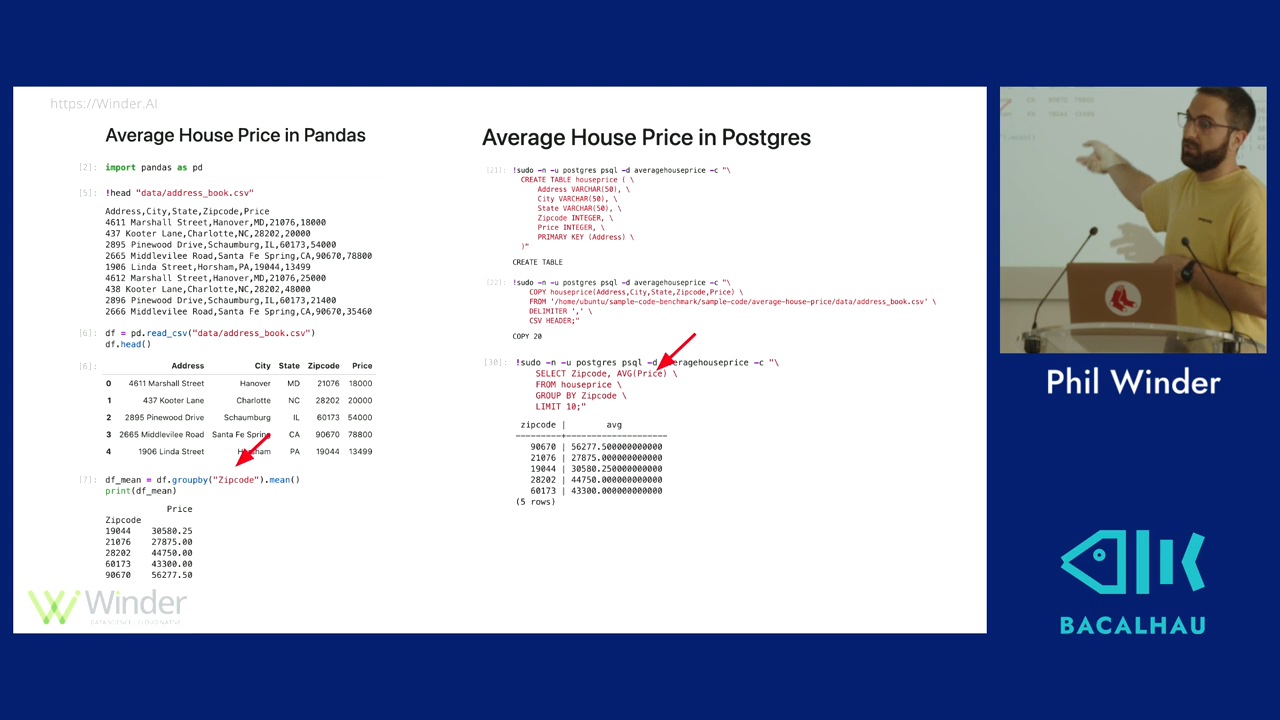 https://Winder.AI
Average House Price in Pandas
[2]: import pandas as pd
[5]: !head "data/address_book.csv"
Address,City,State,Zipcode,Price
4611 Marshall Street,Hanover,MD,21076,18000
437 Kooter Lane,Charlotte,NC,28202,20000
2895 Pinewood Drive,Schaumburg,IL,60173,54000
2665 Middlevilee Road,Santa Fe Spring,CA,90670,78800
1906 Linda Street,Horsham,PA,19044,13499
4612 Marshall Street,Hanover,MD,21076,25000
438 Kooter Lane,Charlotte,NC,28202,48000
2896 Pinewood Drive,Schaumburg,IL,60173,21400
2666 Middlevilee Road,Santa Fe Spring,CA,90670,35460
[6]: df = pd.read_csv("data/address_book.csv")
df.head()
[6]: Address City State Zipcode Price
0 4611 Marshall Street Hanover MD 21076 18000
1 437 Kooter Lane Charlotte NC 28202 20000
2 2895 Pinewood Drive Schaumburg IL 60173 54000
3 2665 Middlevilee Road Santa Fe Spring CA 90670 78800
4 1906 Linda Street Horsham PA 19044 13499
[7]: df_mean = df.groupby("Zipcode").mean()
print(df_mean)
Price
Zipcode
19044 30580.25
21076 27875.00
28202 44750.00
60173 43300.00
90670 56277.50
Winder
DATA SCIENCE | CLOUD NATIVE
Average House Price in Postgres
[21]: !sudo -n -u postgres psql -d averagehouseprice -c "\
CREATE TABLE houseprice ( \
Address VARCHAR(50), \
City VARCHAR(50), \
State VARCHAR(50), \
Zipcode INTEGER, \
Price INTEGER, \
PRIMARY KEY (Address) \
)"
CREATE TABLE
[22]: !sudo -n -u postgres psql -d averagehouseprice -c "\
COPY houseprice(Address,City,State,Zipcode,Price) \
FROM '/home/ubuntu/sample-code-benchmark/sample-code/average-house-price/data/address_book.csv' \
DELIMITER ',' \
CSV HEADER;"
COPY 20
[30]: !sudo -n -u postgres psql -d averagehouseprice -c "\
SELECT Zipcode, AVG(Price) \
FROM houseprice \
GROUP BY Zipcode \
LIMIT 10;"
zipcode | avg
---------+--------------------
90670 | 56277.500000000000
21076 | 27875.000000000000
19044 | 30580.250000000000
28202 | 44750.000000000000
60173 | 43300.000000000000
(5 rows)
Phil Winder
BACALHAU